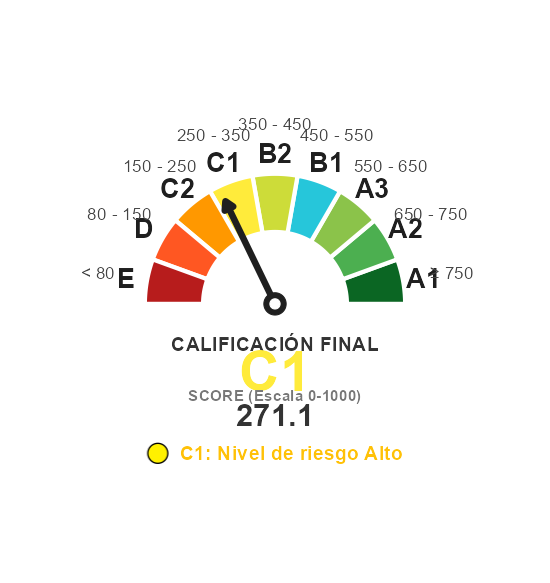 350 - 450
250 - 350
450 - 550
B2
C1
B1
150 - 250
550 - 650
C2
A3
80 - 150
650 - 750
D
A2
< 80
E
A1
≥ 750
CALIFICACIÓN FINAL
C1
SCORE (Escala 0-1000)
271.1
C1: Nivel de riesgo Alto